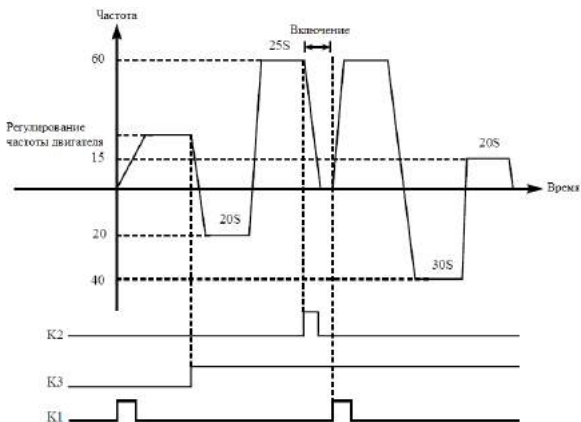 Частота
Включение
25S
60
Регулирование
частоты двигателя
15
20S
Время
20S
20
30S
40
K2
K3
K1